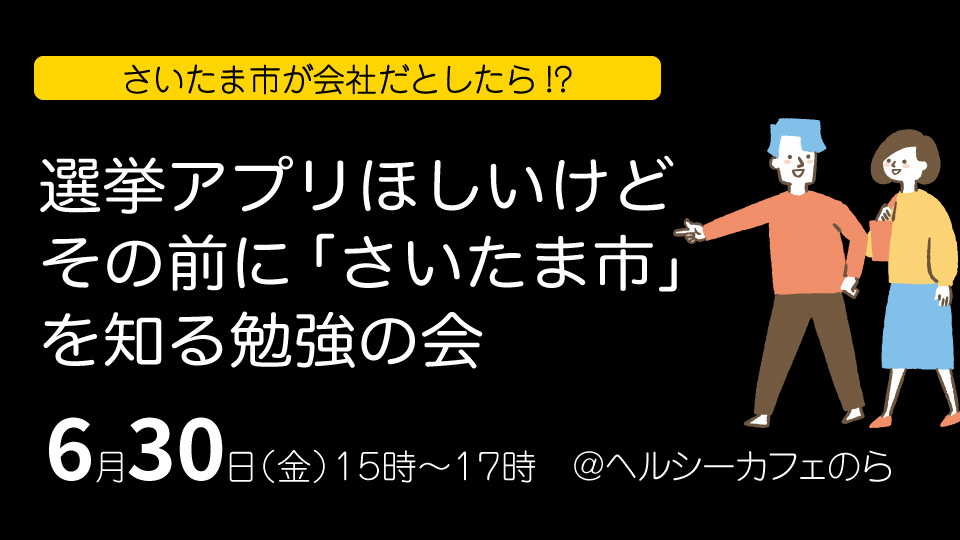 さいたま市が会社だとしたら!?
選挙アプリほしいけど
その前に「さいたま市」
を知る勉強の会
6月30日(金)15時〜17時 @ヘルシーカフェのら